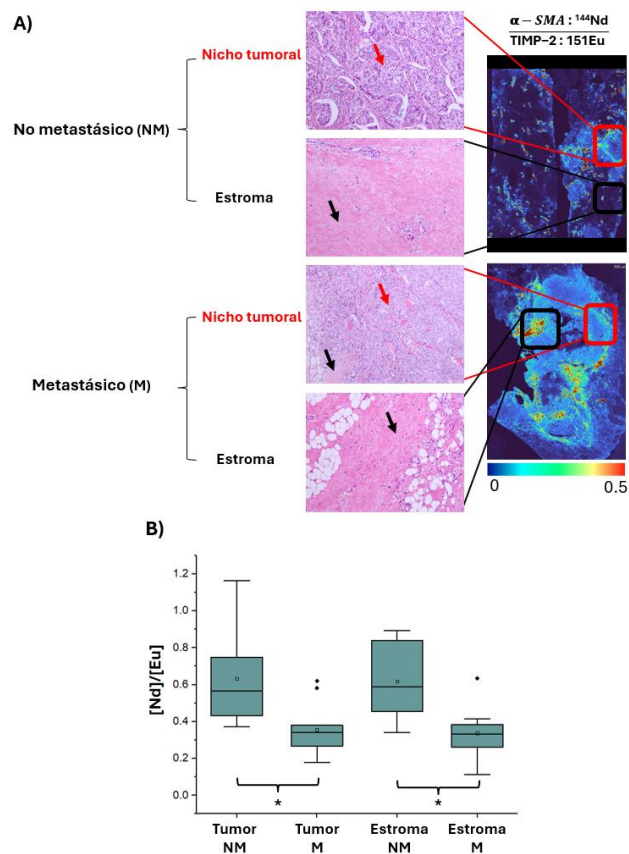 A)
α – SMA : ¹⁴⁴Nd
TIMP–2 : 151Eu
Nicho tumoral
No metastásico (NM)
Estroma
Nicho tumoral
Metastásico (M)
Estroma
0
0.5
B)
[Nd]/[Eu]
1.2
1.0
0.8
0.6
0.4
0.2
0.0
*
*
Tumor
NM
Tumor
M
Estroma
NM
Estroma
M